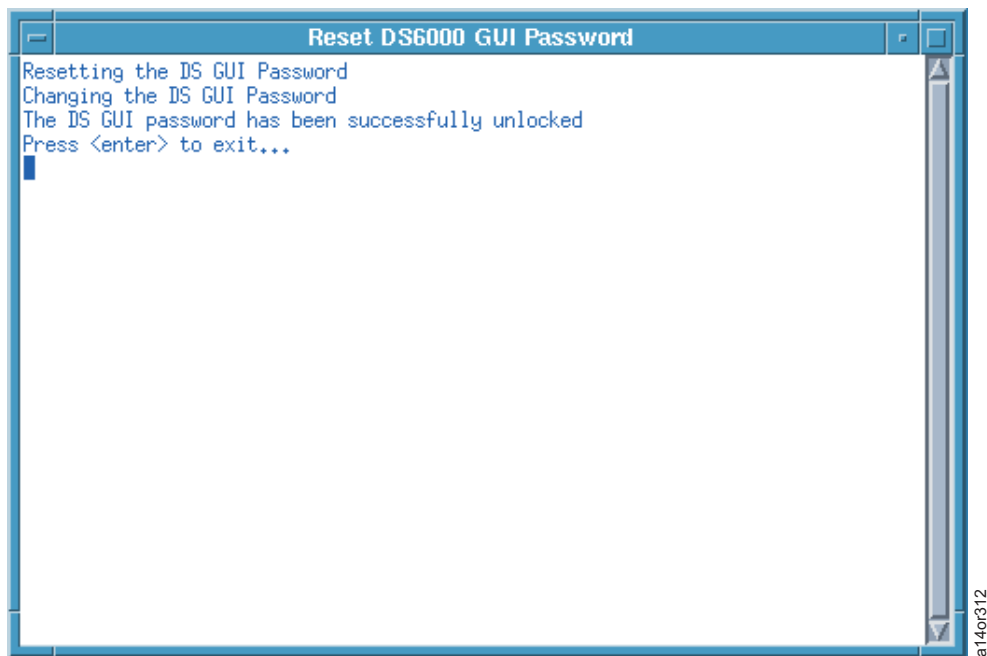 Reset DS6000 GUI Password
Resetting the DS GUI Password
Changing the DS GUI Password
The DS GUI password has been successfully unlocked
Press <enter> to exit...
a14or312